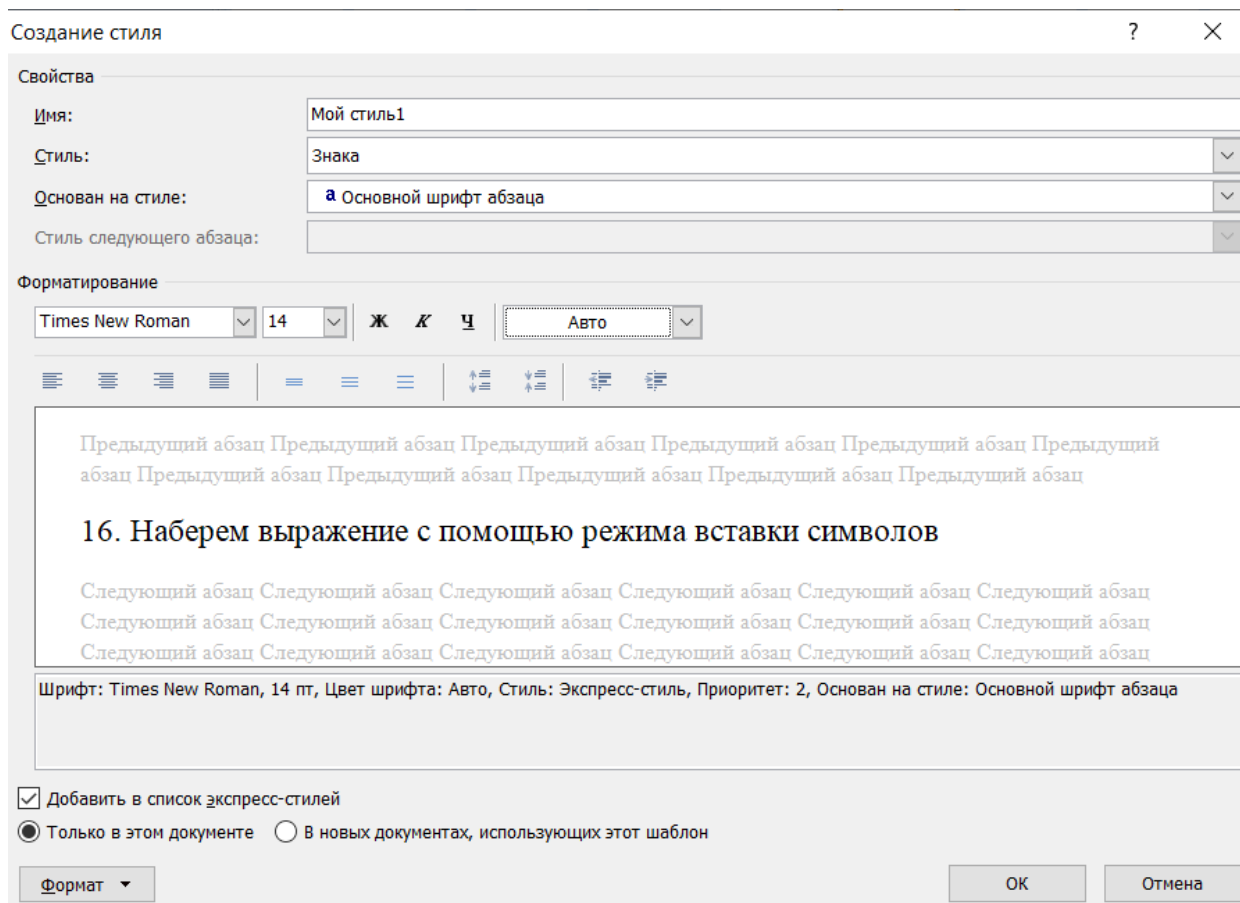 Создание стиля
?
Свойства
Имя:
Мой стиль1
Стиль:
Знака
Основан на стиле:
a Основной шрифт абзаца
Стиль следующего абзаца:
Форматирование
Times New Roman 14 Ж К Ч Авто
Предыдущий абзац Предыдущий абзац Предыдущий абзац Предыдущий абзац Предыдущий абзац Предыдущий
абзац Предыдущий абзац Предыдущий абзац Предыдущий абзац Предыдущий абзац Предыдущий абзац
16. Наберем выражение с помощью режима вставки символов
Следующий абзац Следующий абзац Следующий абзац Следующий абзац Следующий абзац Следующий абзац
Следующий абзац Следующий абзац Следующий абзац Следующий абзац Следующий абзац Следующий абзац
Следующий абзац Следующий абзац Следующий абзац Следующий абзац Следующий абзац Следующий абзац
Шрифт: Times New Roman, 14 пт, Цвет шрифта: Авто, Стиль: Экспресс-стиль, Приоритет: 2, Основан на стиле: Основной шрифт абзаца
Добавить в список экспресс-стилей
Только в этом документе В новых документах, использующих этот шаблон
Формат ОК Отмена